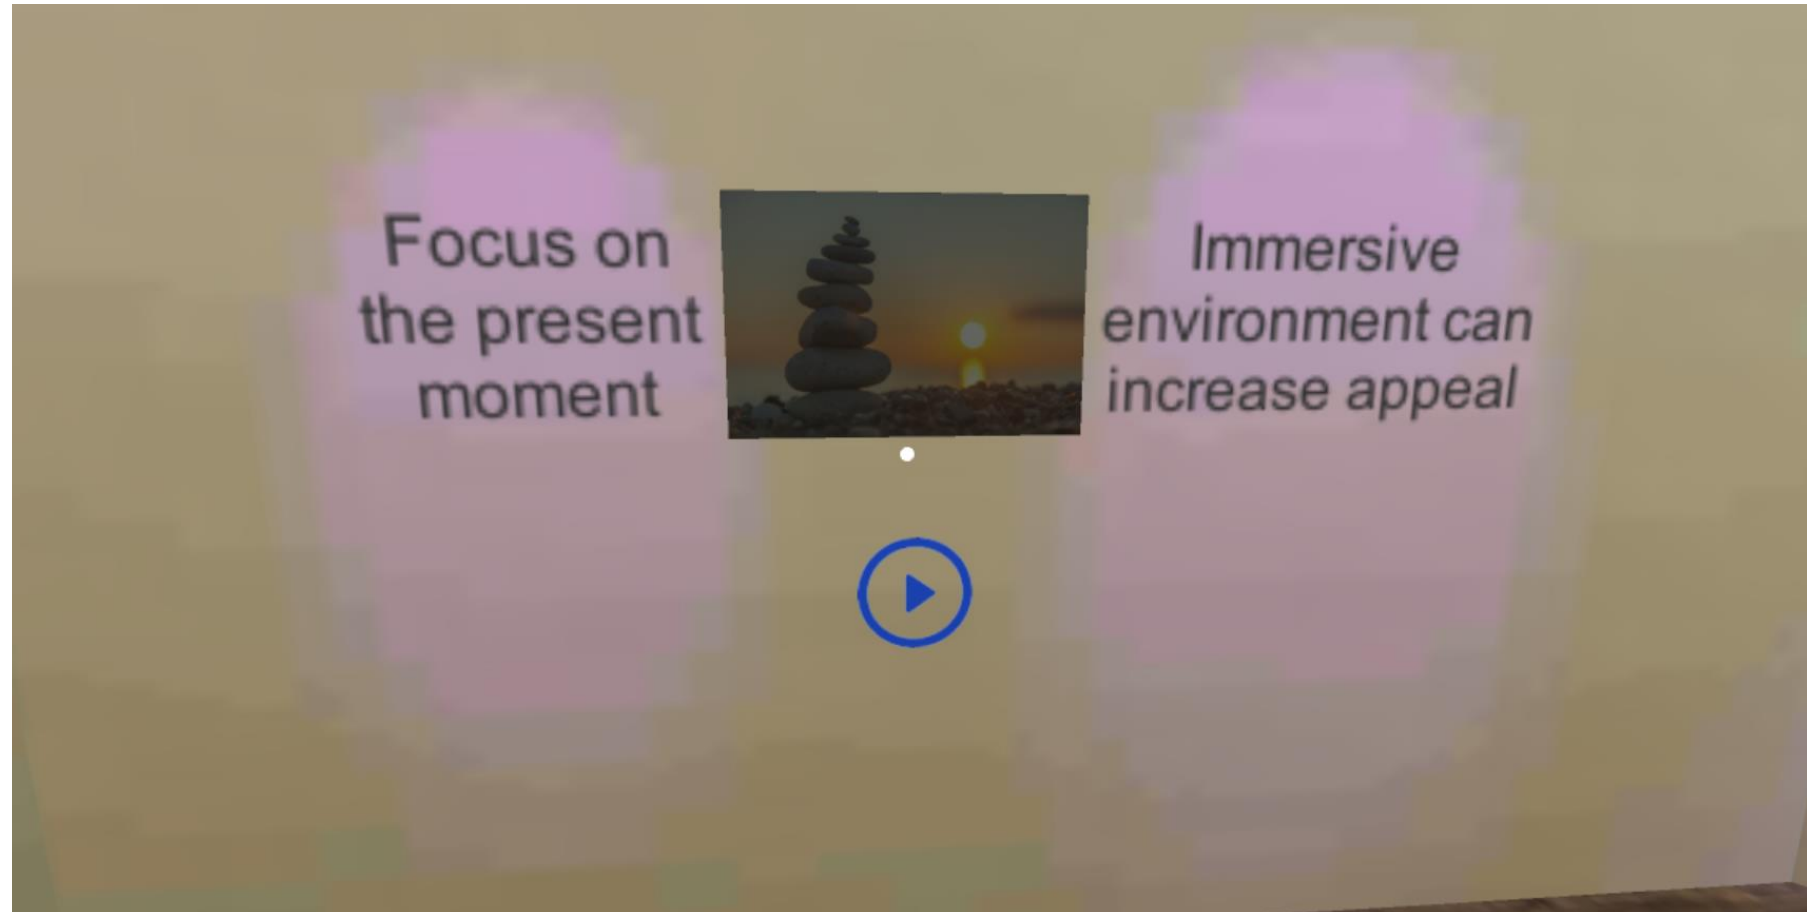 Focus on
the present
moment
Immersive
environment can
increase appeal